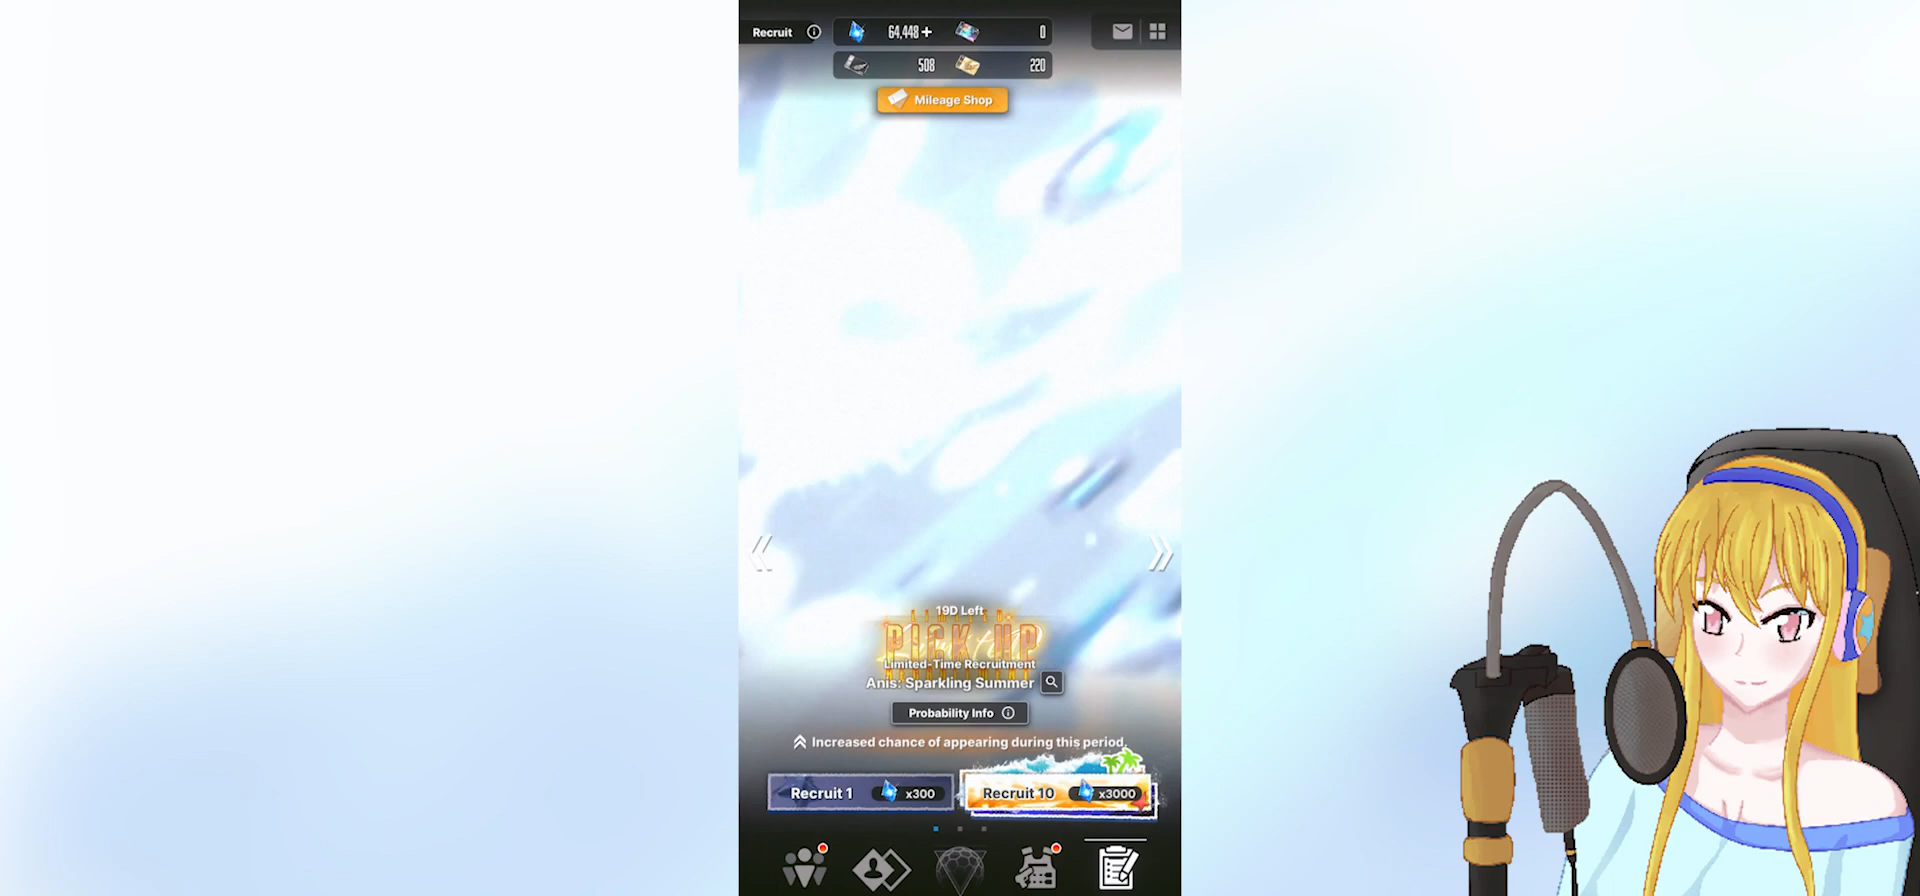 Recruit
64,448+
0
508
220
Mileage Shop
19D Left
LIMITED
PICK UP
Limited-Time Recruitment
Anis: Sparkling Summer
Probability Info
Increased chance of appearing during this period.
Recruit 1 x300
Recruit 10 x3000